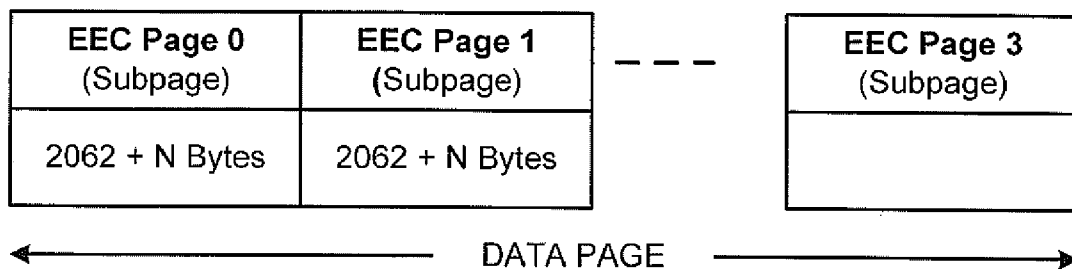 EEC Page 0
(Subpage)
EEC Page 1
(Subpage)
EEC Page 3
(Subpage)
2062 + N Bytes
2062 + N Bytes
DATA PAGE